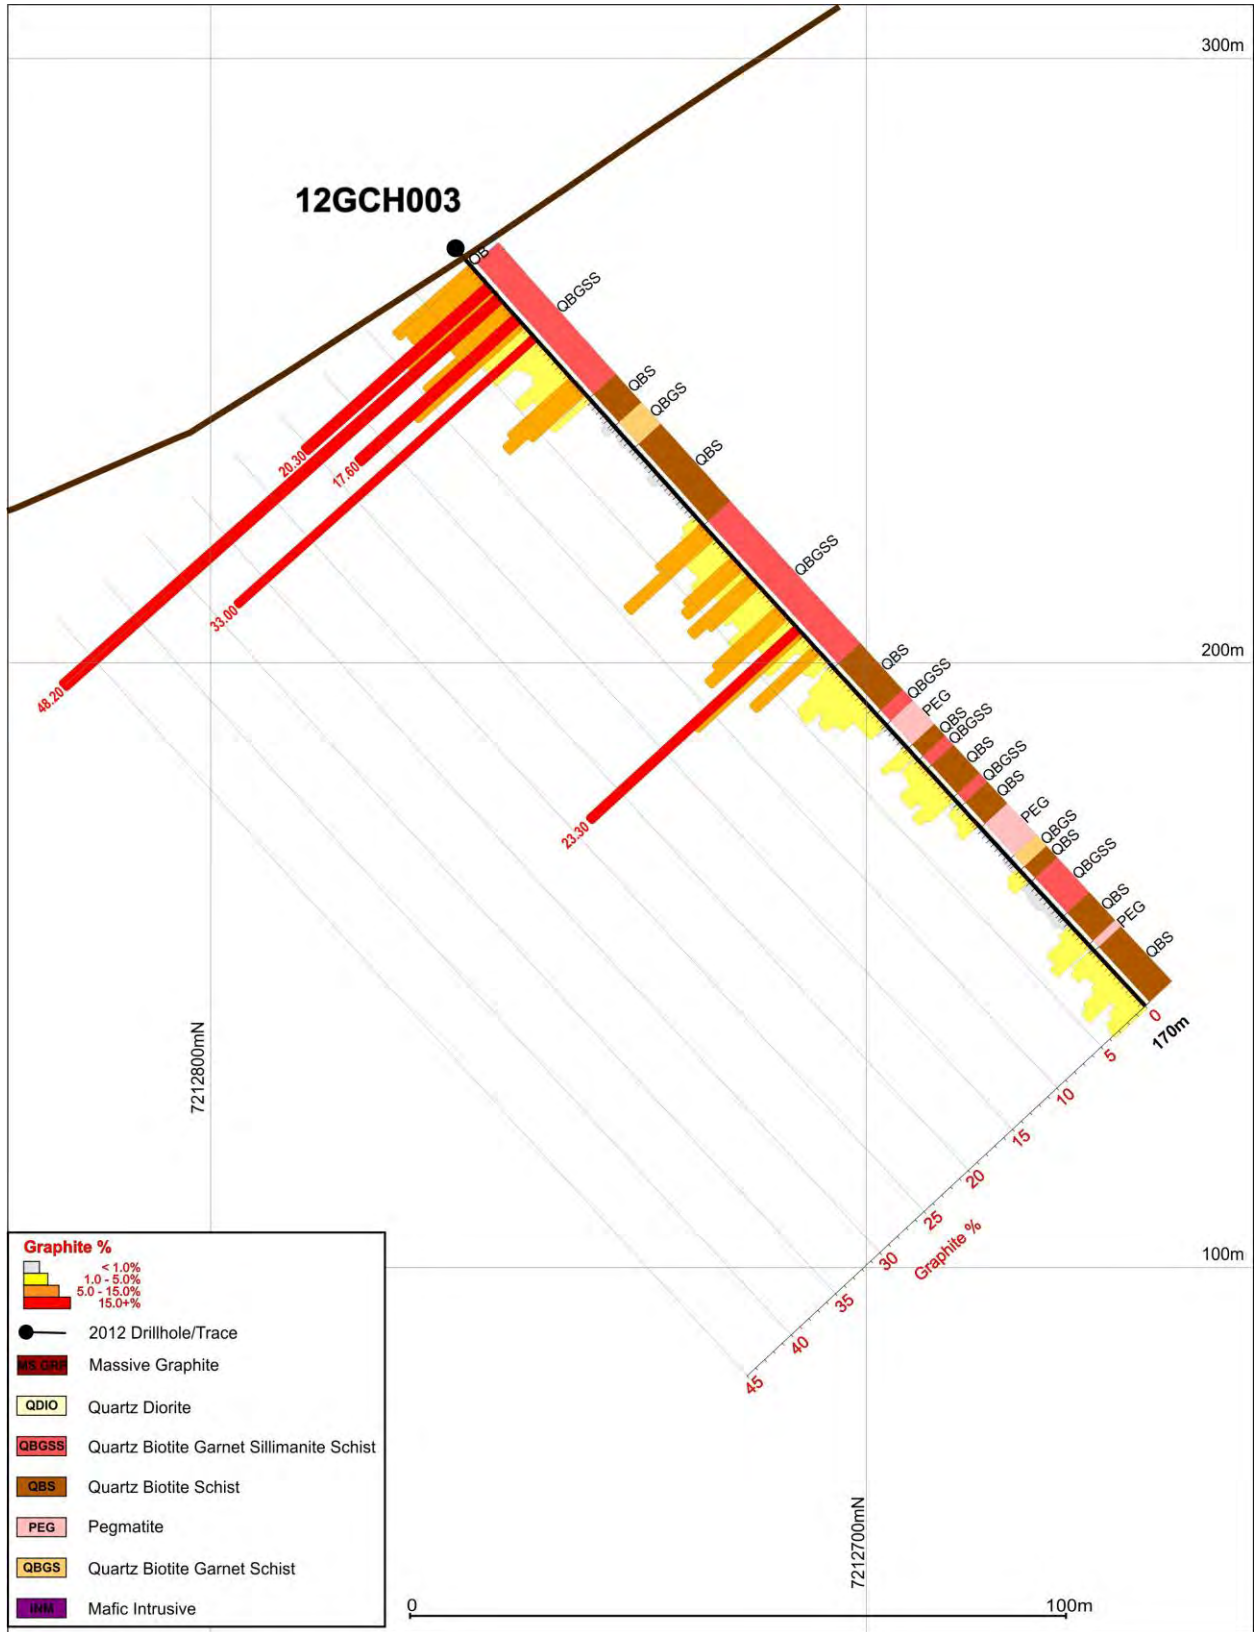 300m
12GCH003
OB
QBGSS
QBS
QBGS
QBS
20.30
17.60
QBGSS
33.00
200m
QBS
QBGSS
48.20
PEG
QBS
QBGSS
QBS
QBGSS
QBS
23.30
PEG
QBGS
QBS
QBGSS
QBS
PEG
QBS
0
170m
5
7212800mN
10
15
20
25
Graphite %
30
100m
35
40
45
Graphite %
< 1.0%
1.0 - 5.0%
5.0 - 15.0%
15.0+%
2012 Drillhole/Trace
MS GRP Massive Graphite
QDIO Quartz Diorite
QBGSS Quartz Biotite Garnet Sillimanite Schist
QBS Quartz Biotite Schist
PEG Pegmatite
QBGS Quartz Biotite Garnet Schist
INM Mafic Intrusive
7212700mN
0 100m